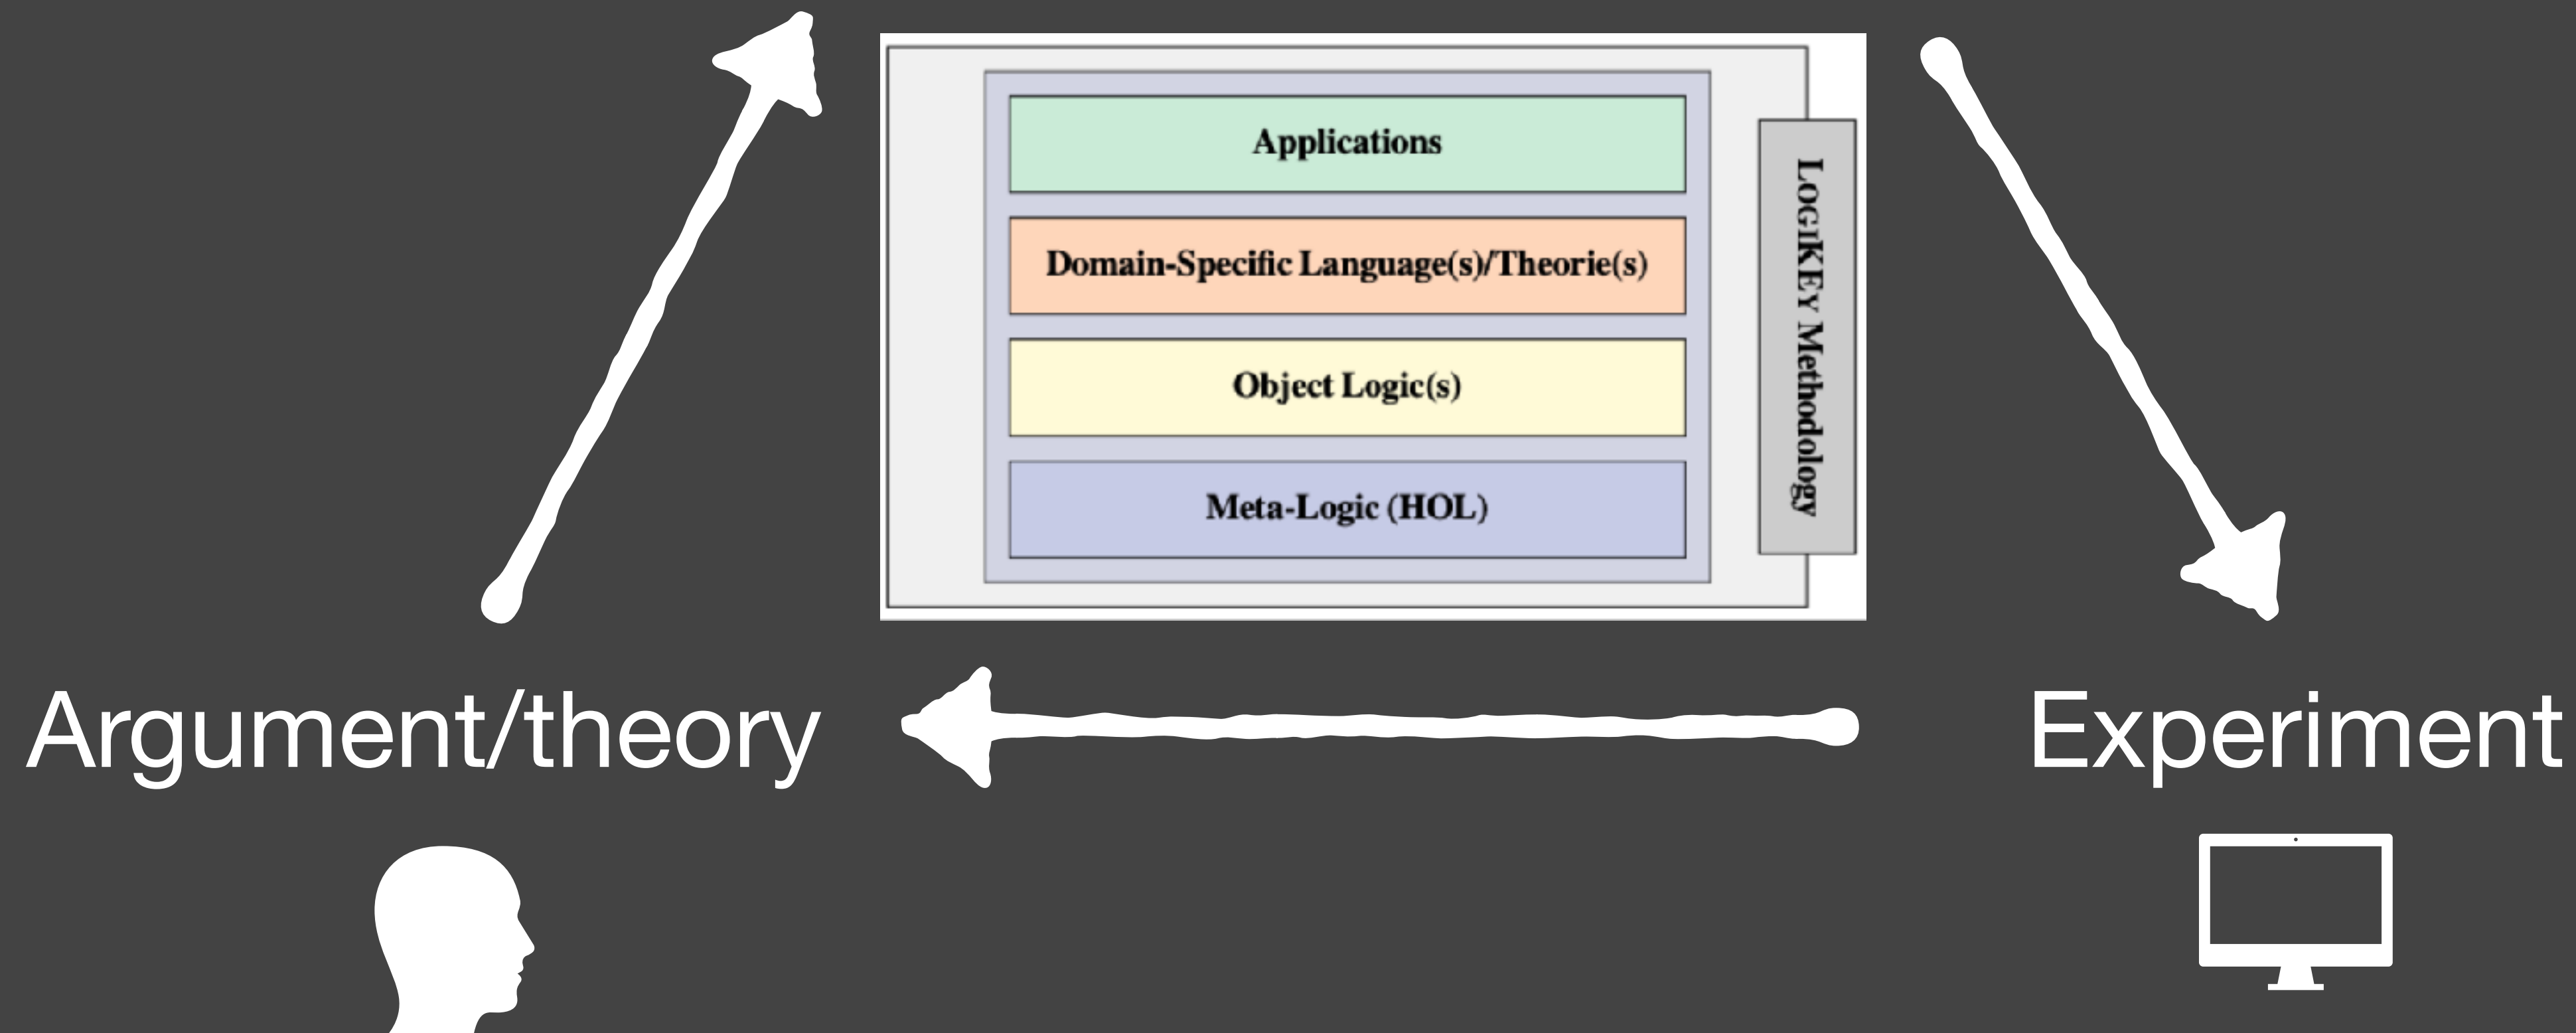 Applications
Domain-Specific Language(s)/Theorie(s)
Object Logic(s)
Meta-Logic (HOL)
LOGIKEY Methodology
Argument/theory
Experiment